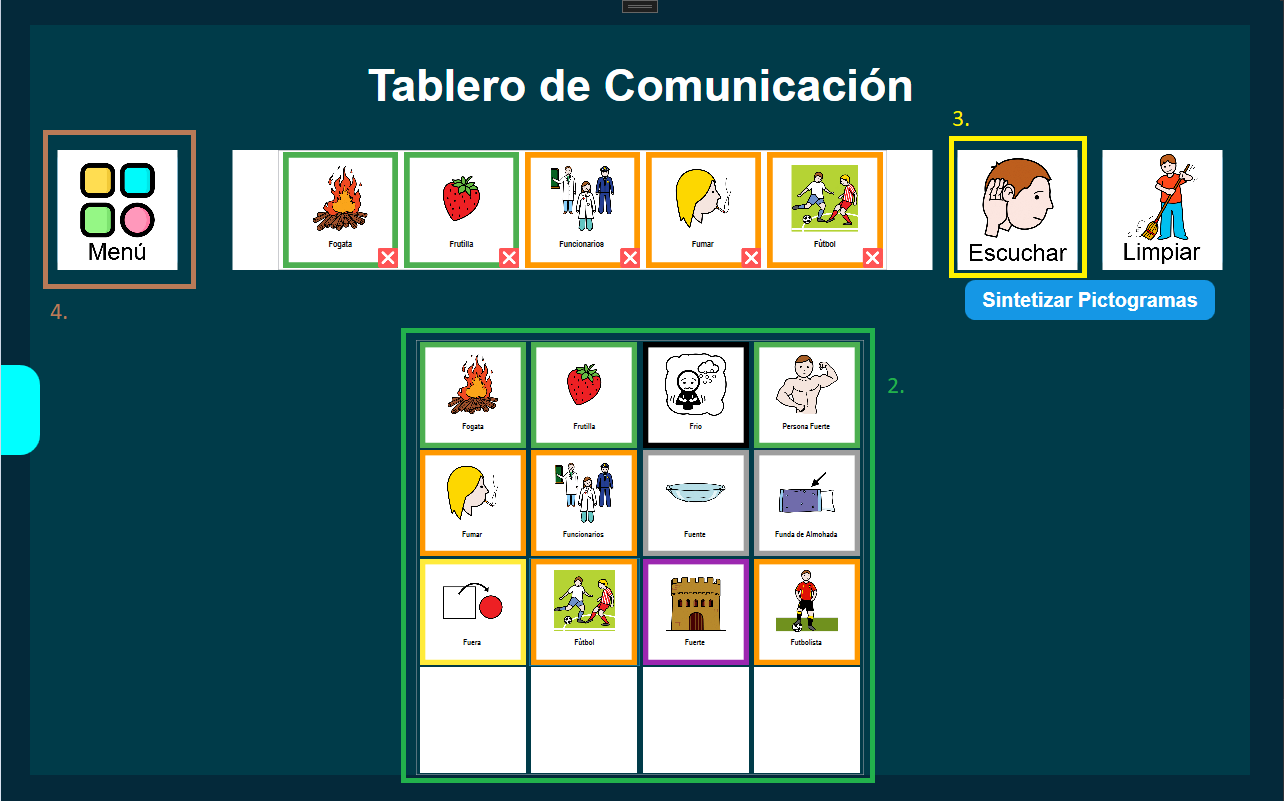 Tablero de Comunicación
3.
Menú
Fogata
Frutilla
Funcionarios
Fumar
Fútbol
Escuchar
Limpiar
Sintetizar Pictogramas
4.
2.
Fogata
Frutilla
Frio
Persona Fuerte
Fumar
Funcionarios
Fuente
Funda de Almohada
Fuera
Fútbol
Fuerte
Futbolista